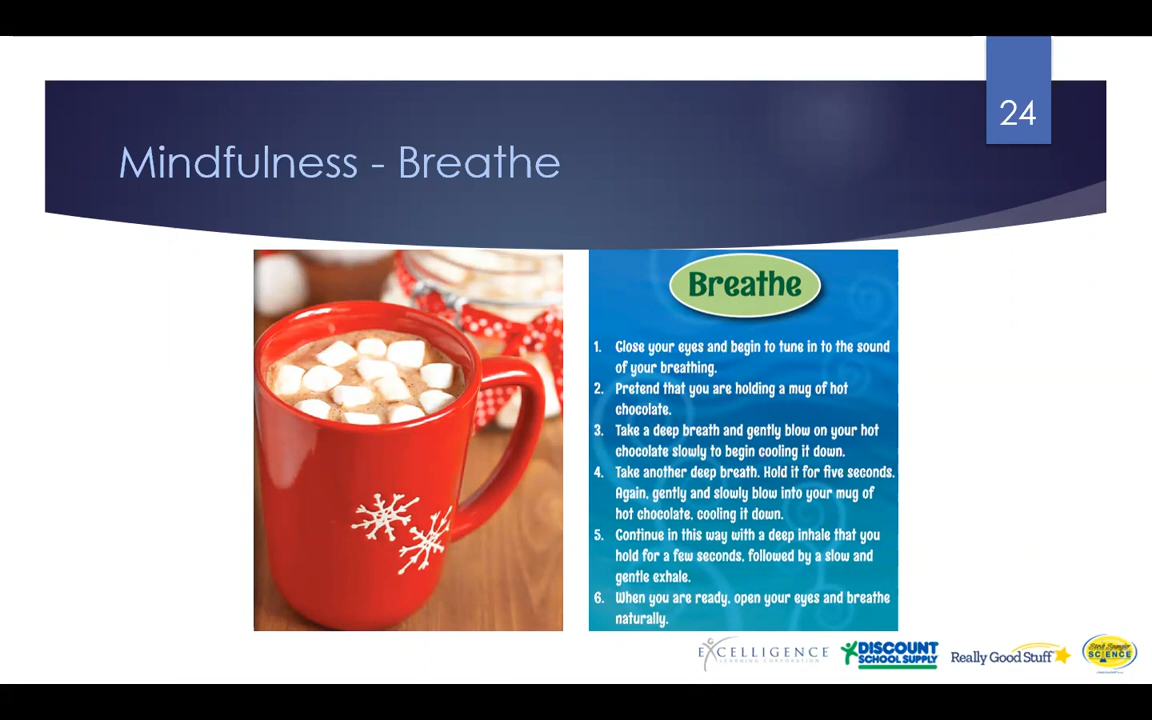 24
Mindfulness - Breathe
Breathe
1. Close your eyes and begin to tune in to the sound
of your breathing.
2. Pretend that you are holding a mug of hot
chocolate.
3. Take a deep breath and gently blow on your hot
chocolate slowly to begin cooling it down.
4. Take another deep breath. Hold it for five seconds.
Again, gently and slowly blow into your mug of
hot chocolate, cooling it down.
5. Continue in this way with a deep inhale that you
hold for a few seconds, followed by a slow and
gentle exhale.
6. When you are ready, open your eyes and breathe
naturally.
EXCELLIGENCE
LEARNING CORPORATION
DISCOUNT
SCHOOL SUPPLY
Really Good Stuff
Steve Spangler
SCIENCE